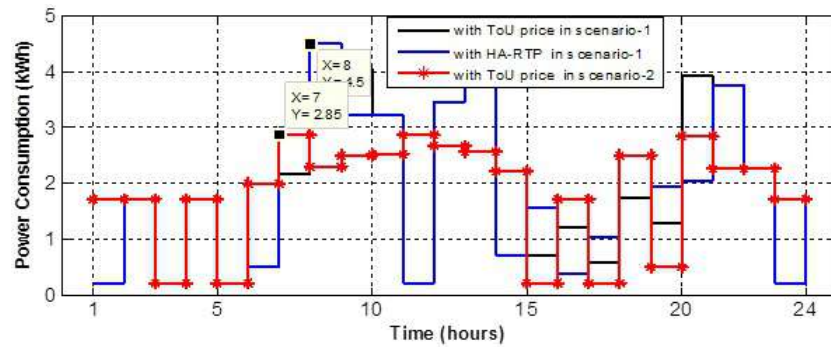 with ToU price in scenario-1
with HA-RTP in scenario-1
with ToU price in scenario-2
5
4
3
2
1
0
X= 8
Y= 4.5
X= 7
Y= 2.85
Power Consumption (kWh)
1 5 10 15 20 24
Time (hours)